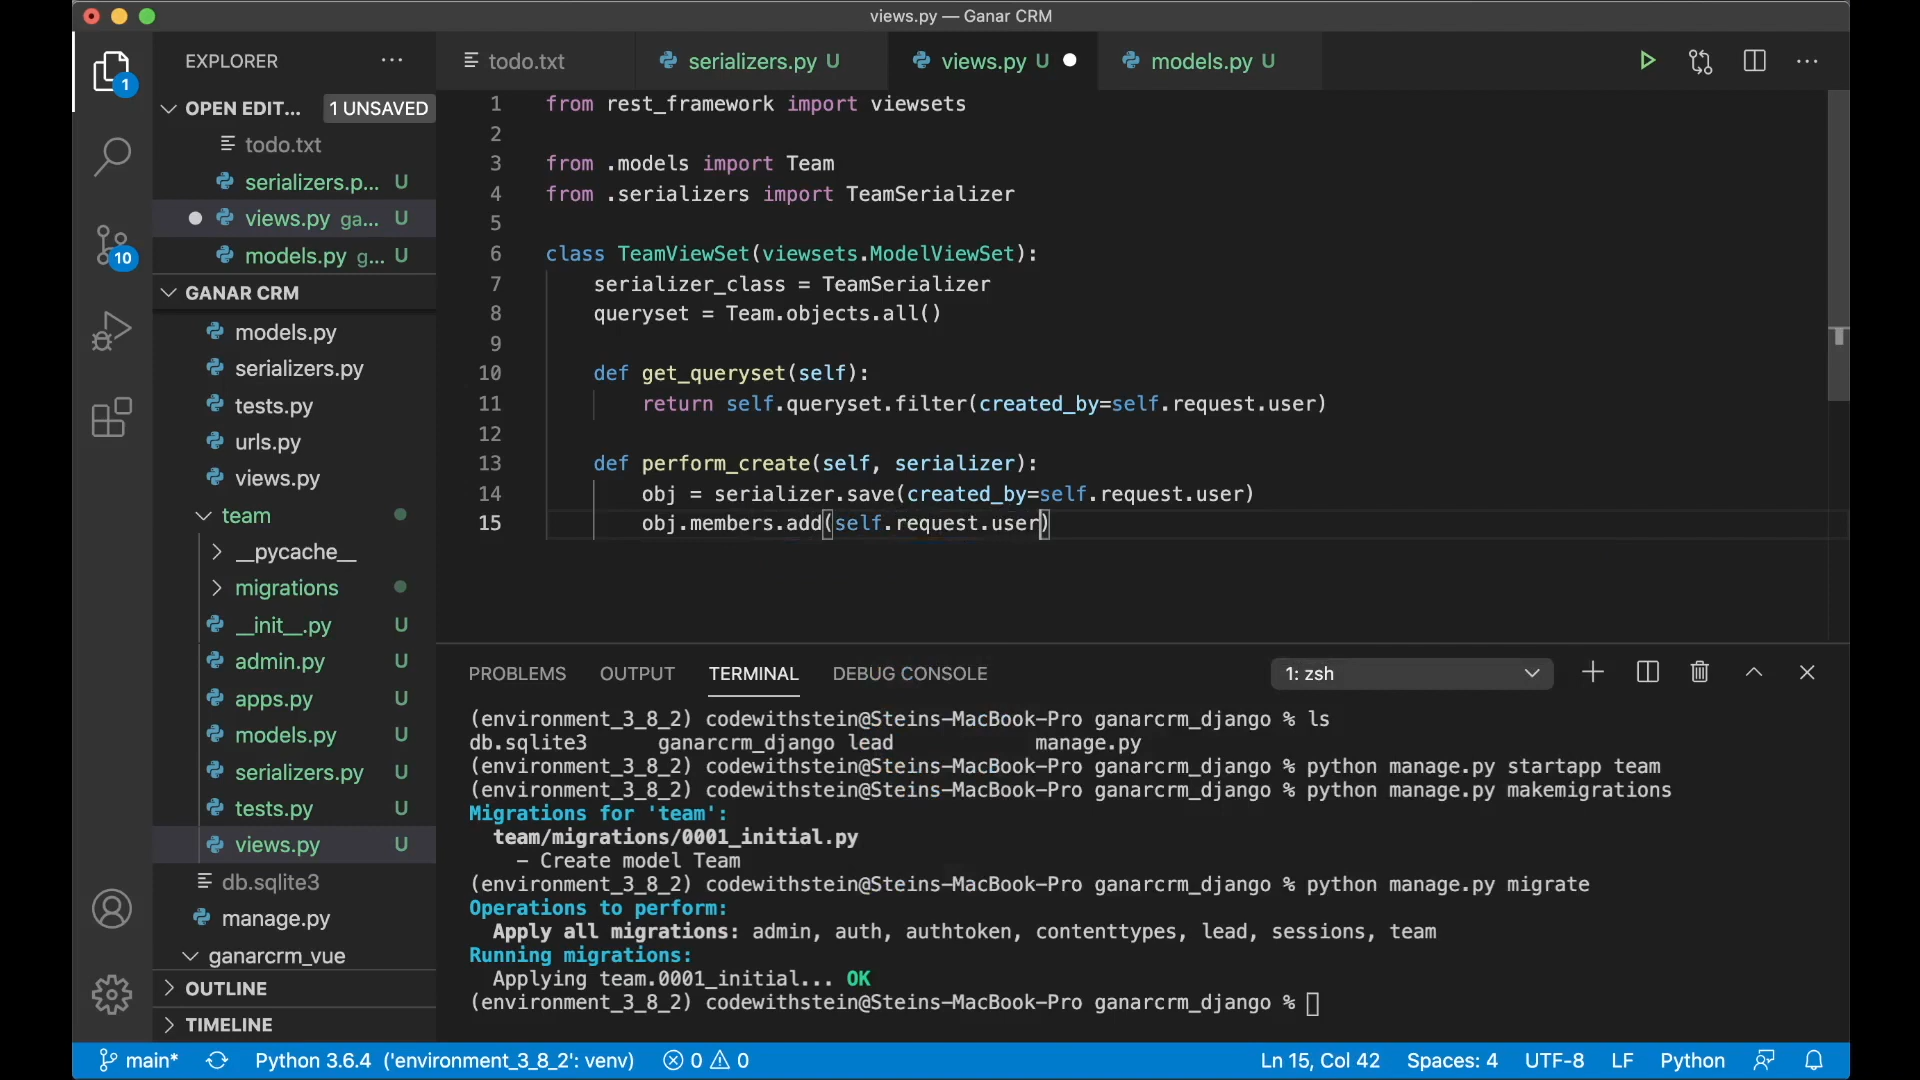 views.py — Ganar CRM
EXPLORER
todo.txt
serializers.py U
views.py U
models.py U
1
OPEN EDIT... 1 UNSAVED
todo.txt
serializers.p... U
views.py ga... U
models.py g... U
10
GANAR CRM
models.py
serializers.py
tests.py
urls.py
views.py
team
__pycache__
migrations
__init__.py U
admin.py U
apps.py U
models.py U
serializers.py U
tests.py U
views.py U
db.sqlite3
manage.py
ganarcrm_vue
OUTLINE
TIMELINE
1 from rest_framework import viewsets
2
3 from .models import Team
4 from .serializers import TeamSerializer
5
6 class TeamViewSet(viewsets.ModelViewSet):
7 serializer_class = TeamSerializer
8 queryset = Team.objects.all()
9
10 def get_queryset(self):
11 return self.queryset.filter(created_by=self.request.user)
12
13 def perform_create(self, serializer):
14 obj = serializer.save(created_by=self.request.user)
15 obj.members.add(self.request.user)
PROBLEMS OUTPUT TERMINAL DEBUG CONSOLE 1: zsh
(environment_3_8_2) codewithstein@Steins-MacBook-Pro ganarcrm_django % ls
db.sqlite3 ganarcrm_django lead manage.py
(environment_3_8_2) codewithstein@Steins-MacBook-Pro ganarcrm_django % python manage.py startapp team
(environment_3_8_2) codewithstein@Steins-MacBook-Pro ganarcrm_django % python manage.py makemigrations
Migrations for 'team':
team/migrations/0001_initial.py
- Create model Team
(environment_3_8_2) codewithstein@Steins-MacBook-Pro ganarcrm_django % python manage.py migrate
Operations to perform:
Apply all migrations: admin, auth, authtoken, contenttypes, lead, sessions, team
Running migrations:
Applying team.0001_initial... OK
(environment_3_8_2) codewithstein@Steins-MacBook-Pro ganarcrm_django %
main* Python 3.6.4 ('environment_3_8_2': venv) 0 0 Ln 15, Col 42 Spaces: 4 UTF-8 LF Python